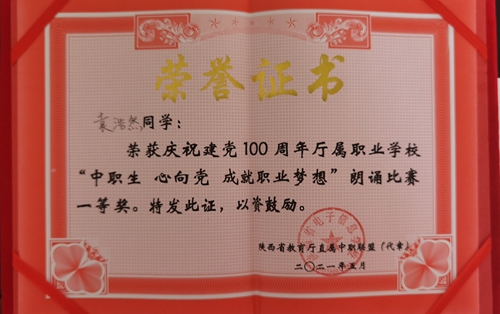 荣誉证书
袁浩然同学：
荣获庆祝建党100周年厅属职业学校
“中职生 心向党 成就职业梦想”朗诵比赛
一等奖。特发此证，以资鼓励。
陕西省教育厅直属中职联盟（代章）
二〇二一年五月